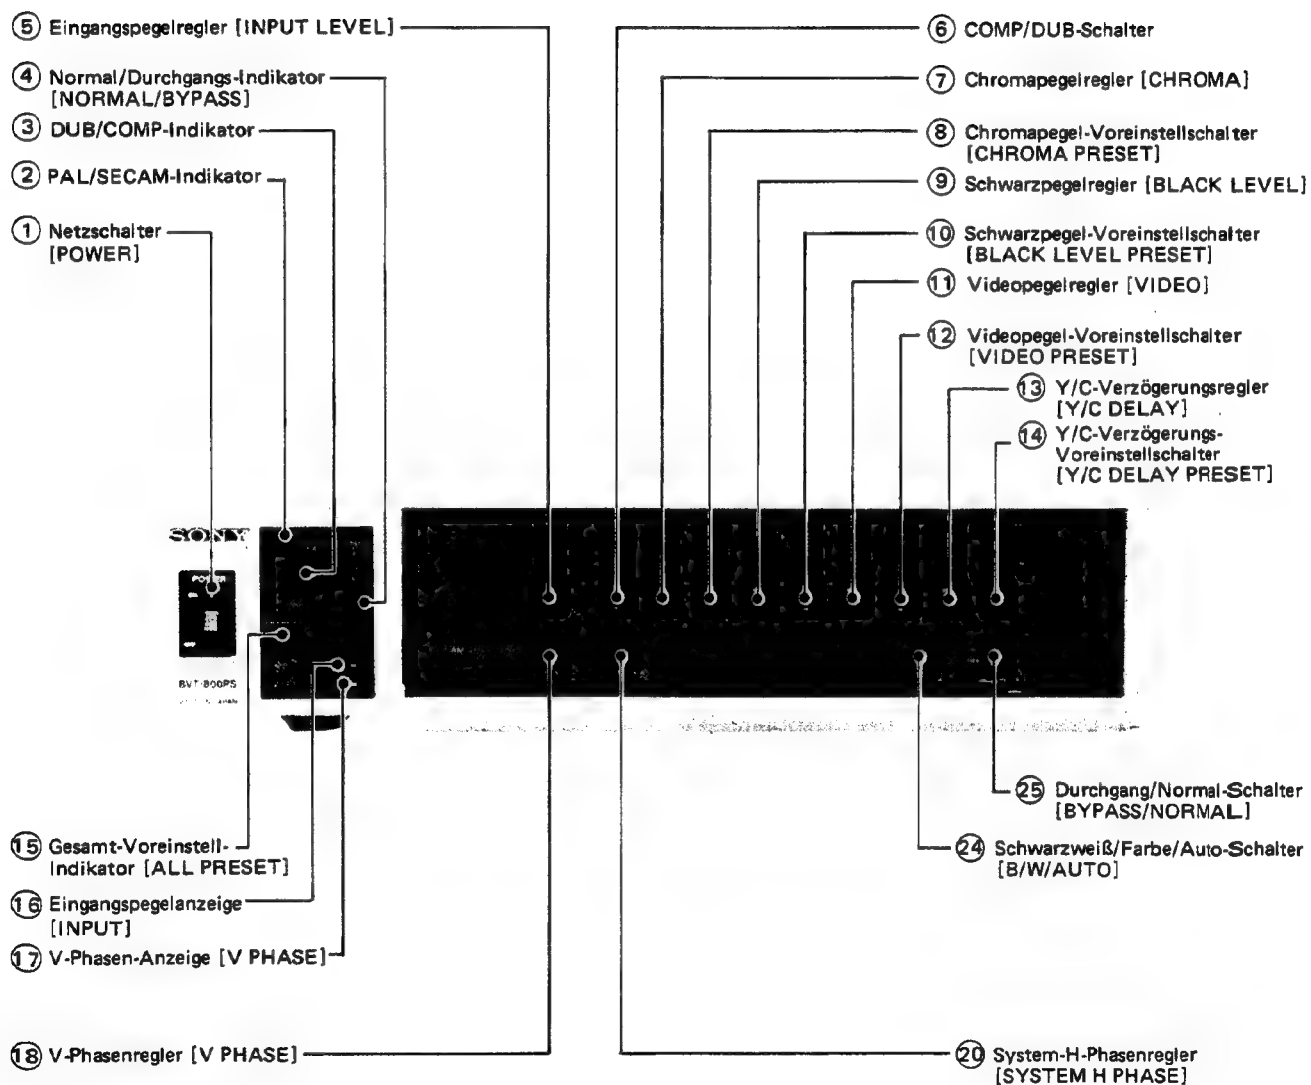 ⑤ Eingangspegelregler [INPUT LEVEL]
④ Normal/Durchgangs-Indikator
[NORMAL/BYPASS]
③ DUB/COMP-Indikator
② PAL/SECAM-Indikator
① Netzschalter
[POWER]
⑥ COMP/DUB-Schalter
⑦ Chromapegelregler [CHROMA]
⑧ Chromapegel-Voreinstellschalter
[CHROMA PRESET]
⑨ Schwarzpegelregler [BLACK LEVEL]
⑩ Schwarzpegel-Voreinstellschalter
[BLACK LEVEL PRESET]
⑪ Videopegelregler [VIDEO]
⑫ Videopegel-Voreinstellschalter
[VIDEO PRESET]
⑬ Y/C-Verzögerungsregler
[Y/C DELAY]
⑭ Y/C-Verzögerungs-
Voreinstellschalter
[Y/C DELAY PRESET]
SONY
POWER
BVT-800PS
⑮ Gesamt-Voreinstell-
Indikator [ALL PRESET]
⑯ Eingangspegelanzeige
[INPUT]
⑰ V-Phasen-Anzeige [V PHASE]
⑱ V-Phasenregler [V PHASE]
㉕ Durchgang/Normal-Schalter
[BYPASS/NORMAL]
㉔ Schwarzweiß/Farbe/Auto-Schalter
[B/W/AUTO]
⑳ System-H-Phasenregler
[SYSTEM H PHASE]